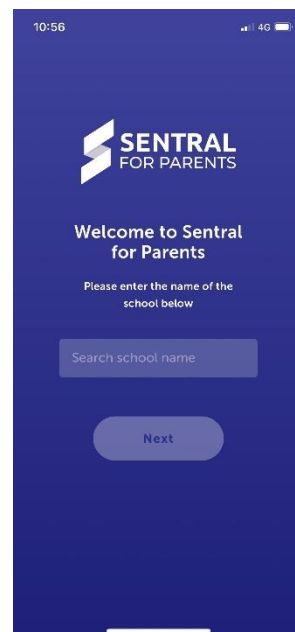 10:56
4G
SENTRAL
FOR PARENTS
Welcome to Sentral
for Parents
Please enter the name of the
school below
Search school name
Next